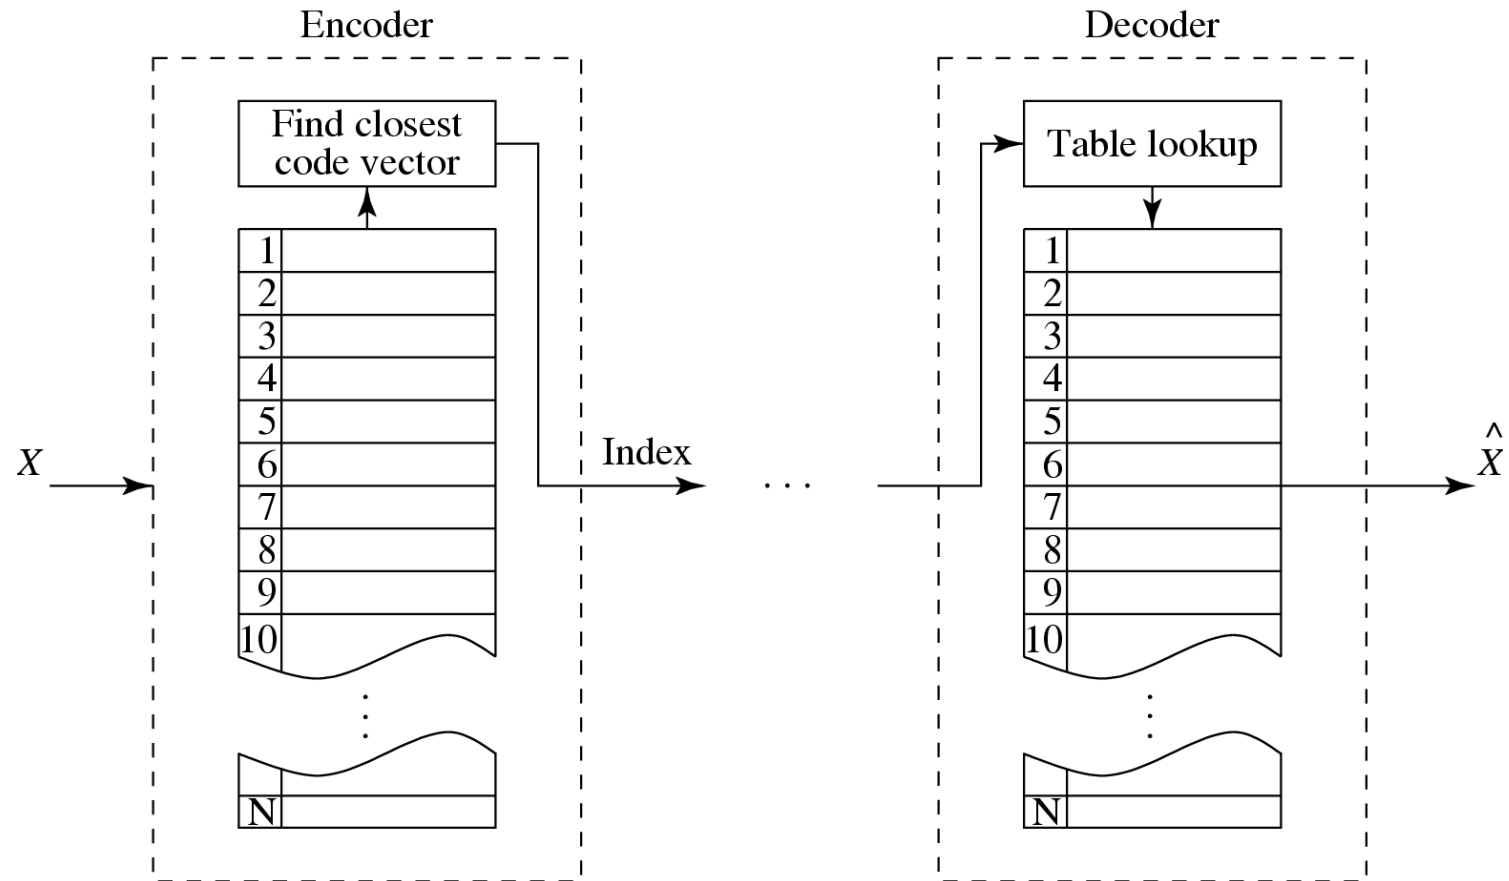 Encoder
Find closest
code vector
1
2
3
4
5
6
7
8
9
10
⋮
N
X
Index
. . .
Decoder
Table lookup
1
2
3
4
5
6
7
8
9
10
⋮
N
X̂